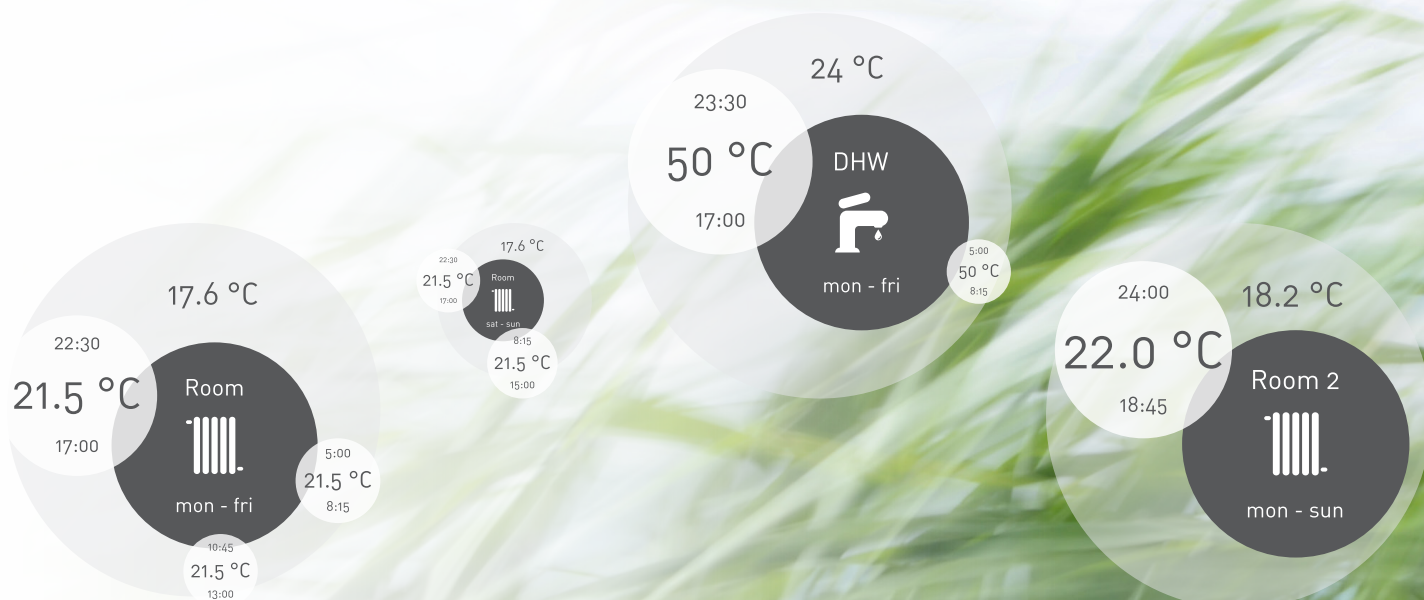 17.6 °C
22:30
21.5 °C
17:00
Room
mon - fri
5:00
21.5 °C
8:15
10:45
21.5 °C
13:00
17.6 °C
22:30
21.5 °C
17:00
Room
sat - sun
8:15
21.5 °C
15:00
24 °C
23:30
50 °C
17:00
DHW
mon - fri
5:00
50 °C
8:15
18.2 °C
24:00
22.0 °C
18:45
Room 2
mon - sun